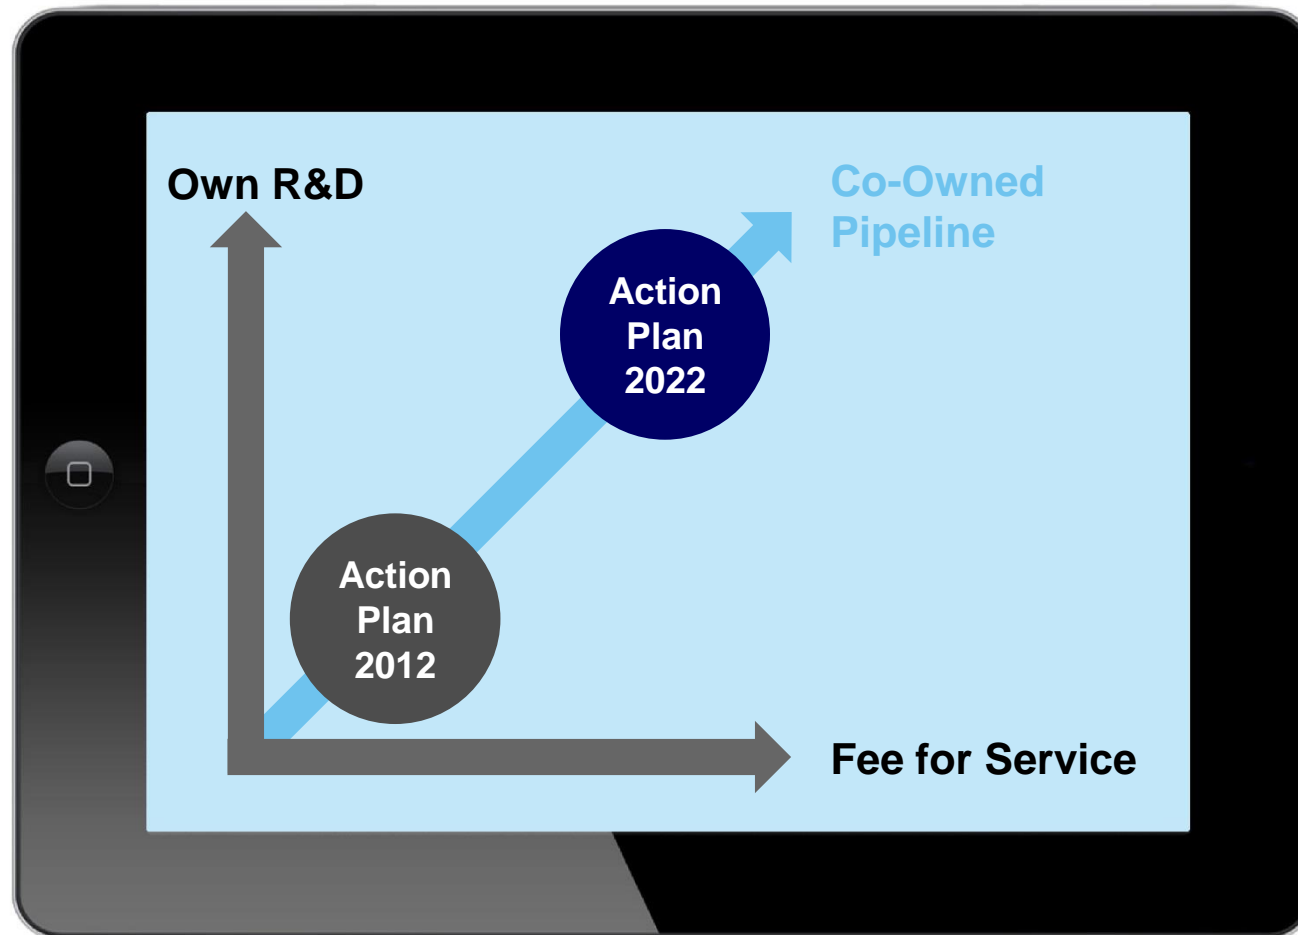 Own R&D
Co-Owned
Pipeline
Action
Plan
2022
Action
Plan
2012
Fee for Service